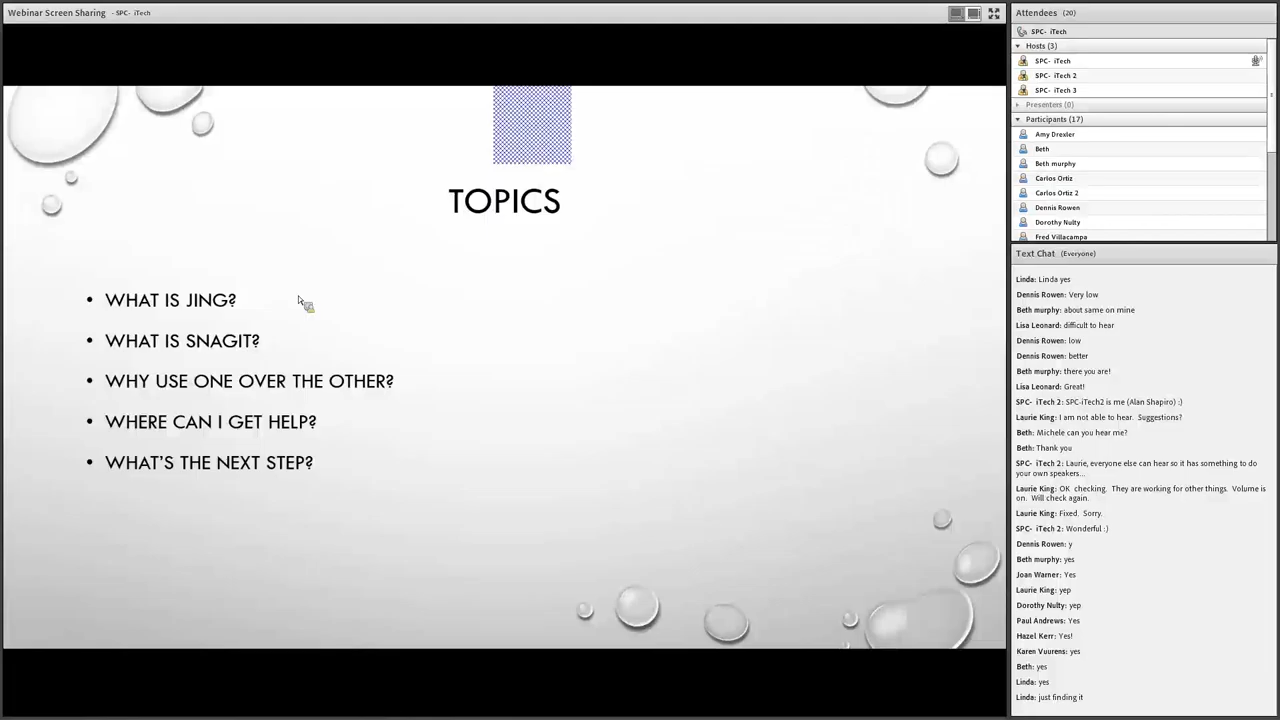 Webinar Screen Sharing - SPC- iTech
TOPICS
• WHAT IS JING?
• WHAT IS SNAGIT?
• WHY USE ONE OVER THE OTHER?
• WHERE CAN I GET HELP?
• WHAT'S THE NEXT STEP?
Attendees (20)
SPC- iTech
Hosts (3)
SPC- iTech
SPC- iTech 2
SPC- iTech 3
Presenters (0)
Participants (17)
Amy Drexler
Beth
Beth murphy
Carlos Ortiz
Carlos Ortiz 2
Dennis Rowen
Dorothy Nulty
Fred Villacampa
Text Chat (Everyone)
Linda: Linda yes
Dennis Rowen: Very low
Beth murphy: about same on mine
Lisa Leonard: difficult to hear
Dennis Rowen: low
Dennis Rowen: better
Beth murphy: there you are!
Lisa Leonard: Great!
SPC- iTech 2: SPC-iTech2 is me (Alan Shapiro) :)
Laurie King: I am not able to hear. Suggestions?
Beth: Michele can you hear me?
Beth: Thank you
SPC- iTech 2: Laurie, everyone else can hear so it has something to do
your own speakers...
Laurie King: OK checking. They are working for other things. Volume is
on. Will check again.
Laurie King: Fixed. Sorry.
SPC- iTech 2: Wonderful :)
Dennis Rowen: y
Beth murphy: yes
Joan Warner: Yes
Laurie King: yep
Dorothy Nulty: yep
Paul Andrews: Yes
Hazel Kerr: Yes!
Karen Vuurens: yes
Beth: yes
Linda: yes
Linda: just finding it